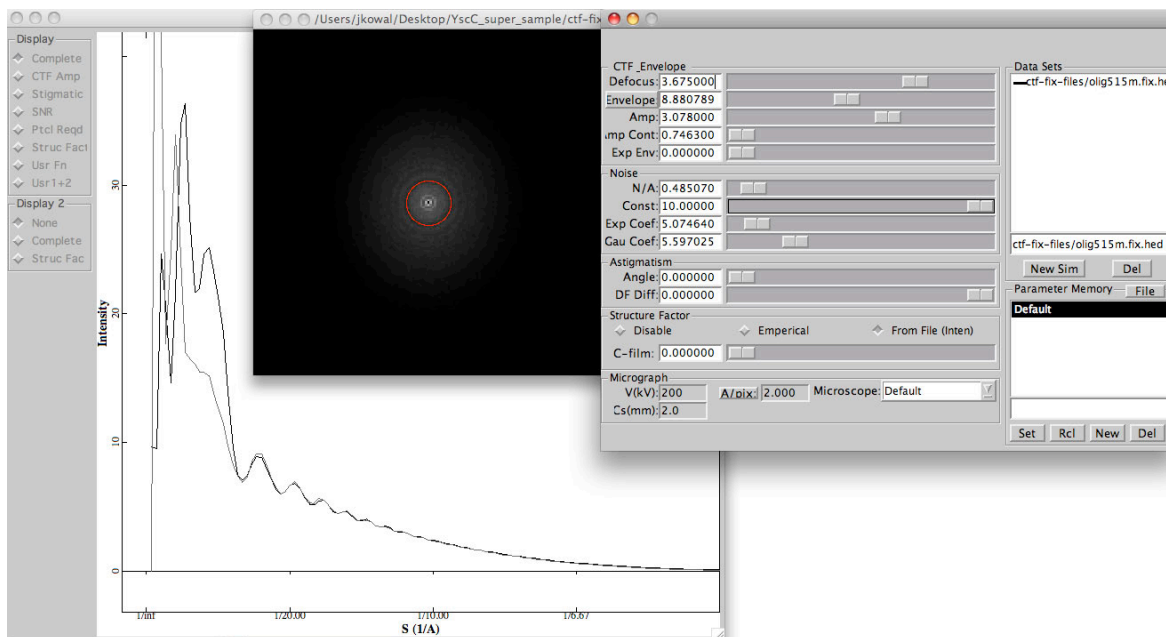 /Users/jkowal/Desktop/YscC_super_sample/ctf-fix
Display
Complete
CTF Amp
Stigmatic
SNR
Ptcl Reqd
Struc Fact
Usr Fn
Usr1+2
Display 2
None
Complete
Struc Fac
Intensity
30
20
10
0
1/inf
1/20.00
1/10.00
1/6.67
S (1/A)
CTF_Envelope
Defocus: 3.675000
Envelope 8.880789
Amp: 3.078000
mp Cont: 0.746300
Exp Env: 0.000000
Noise
N/A: 0.485070
Const: 10.00000
Exp Coef: 5.074640
Gau Coef: 5.597025
Astigmatism
Angle: 0.000000
DF Diff: 0.000000
Structure Factor
Disable Emperical From File (Inten)
C-film: 0.000000
Micrograph
V(kV): 200 A/pix: 2.000 Microscope: Default
Cs(mm): 2.0
Data Sets
ctf-fix-files/olig515m.fix.he
ctf-fix-files/olig515m.fix.hed
New Sim Del
Parameter Memory File
Default
Set Rcl New Del